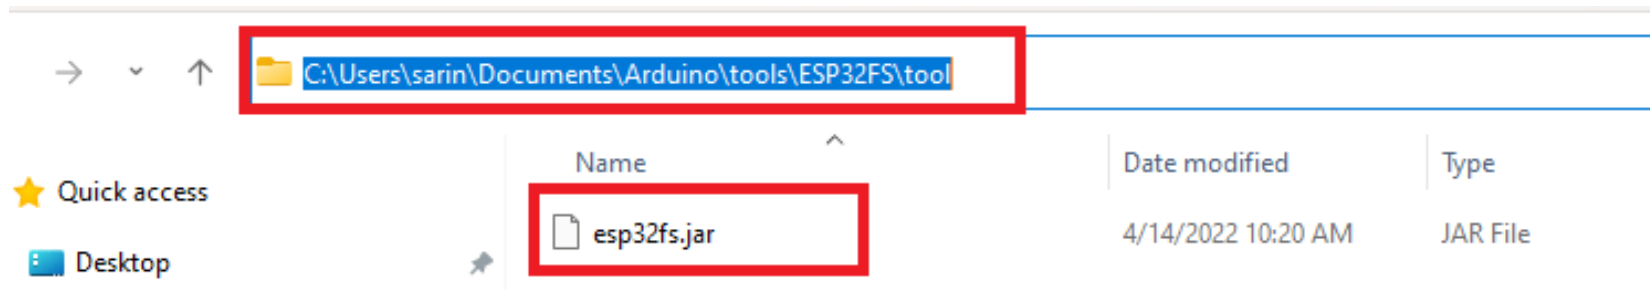 C:\Users\sarin\Documents\Arduino\tools\ESP32FS\tool
Name
Date modified
Type
Quick access
esp32fs.jar
4/14/2022 10:20 AM
JAR File
Desktop